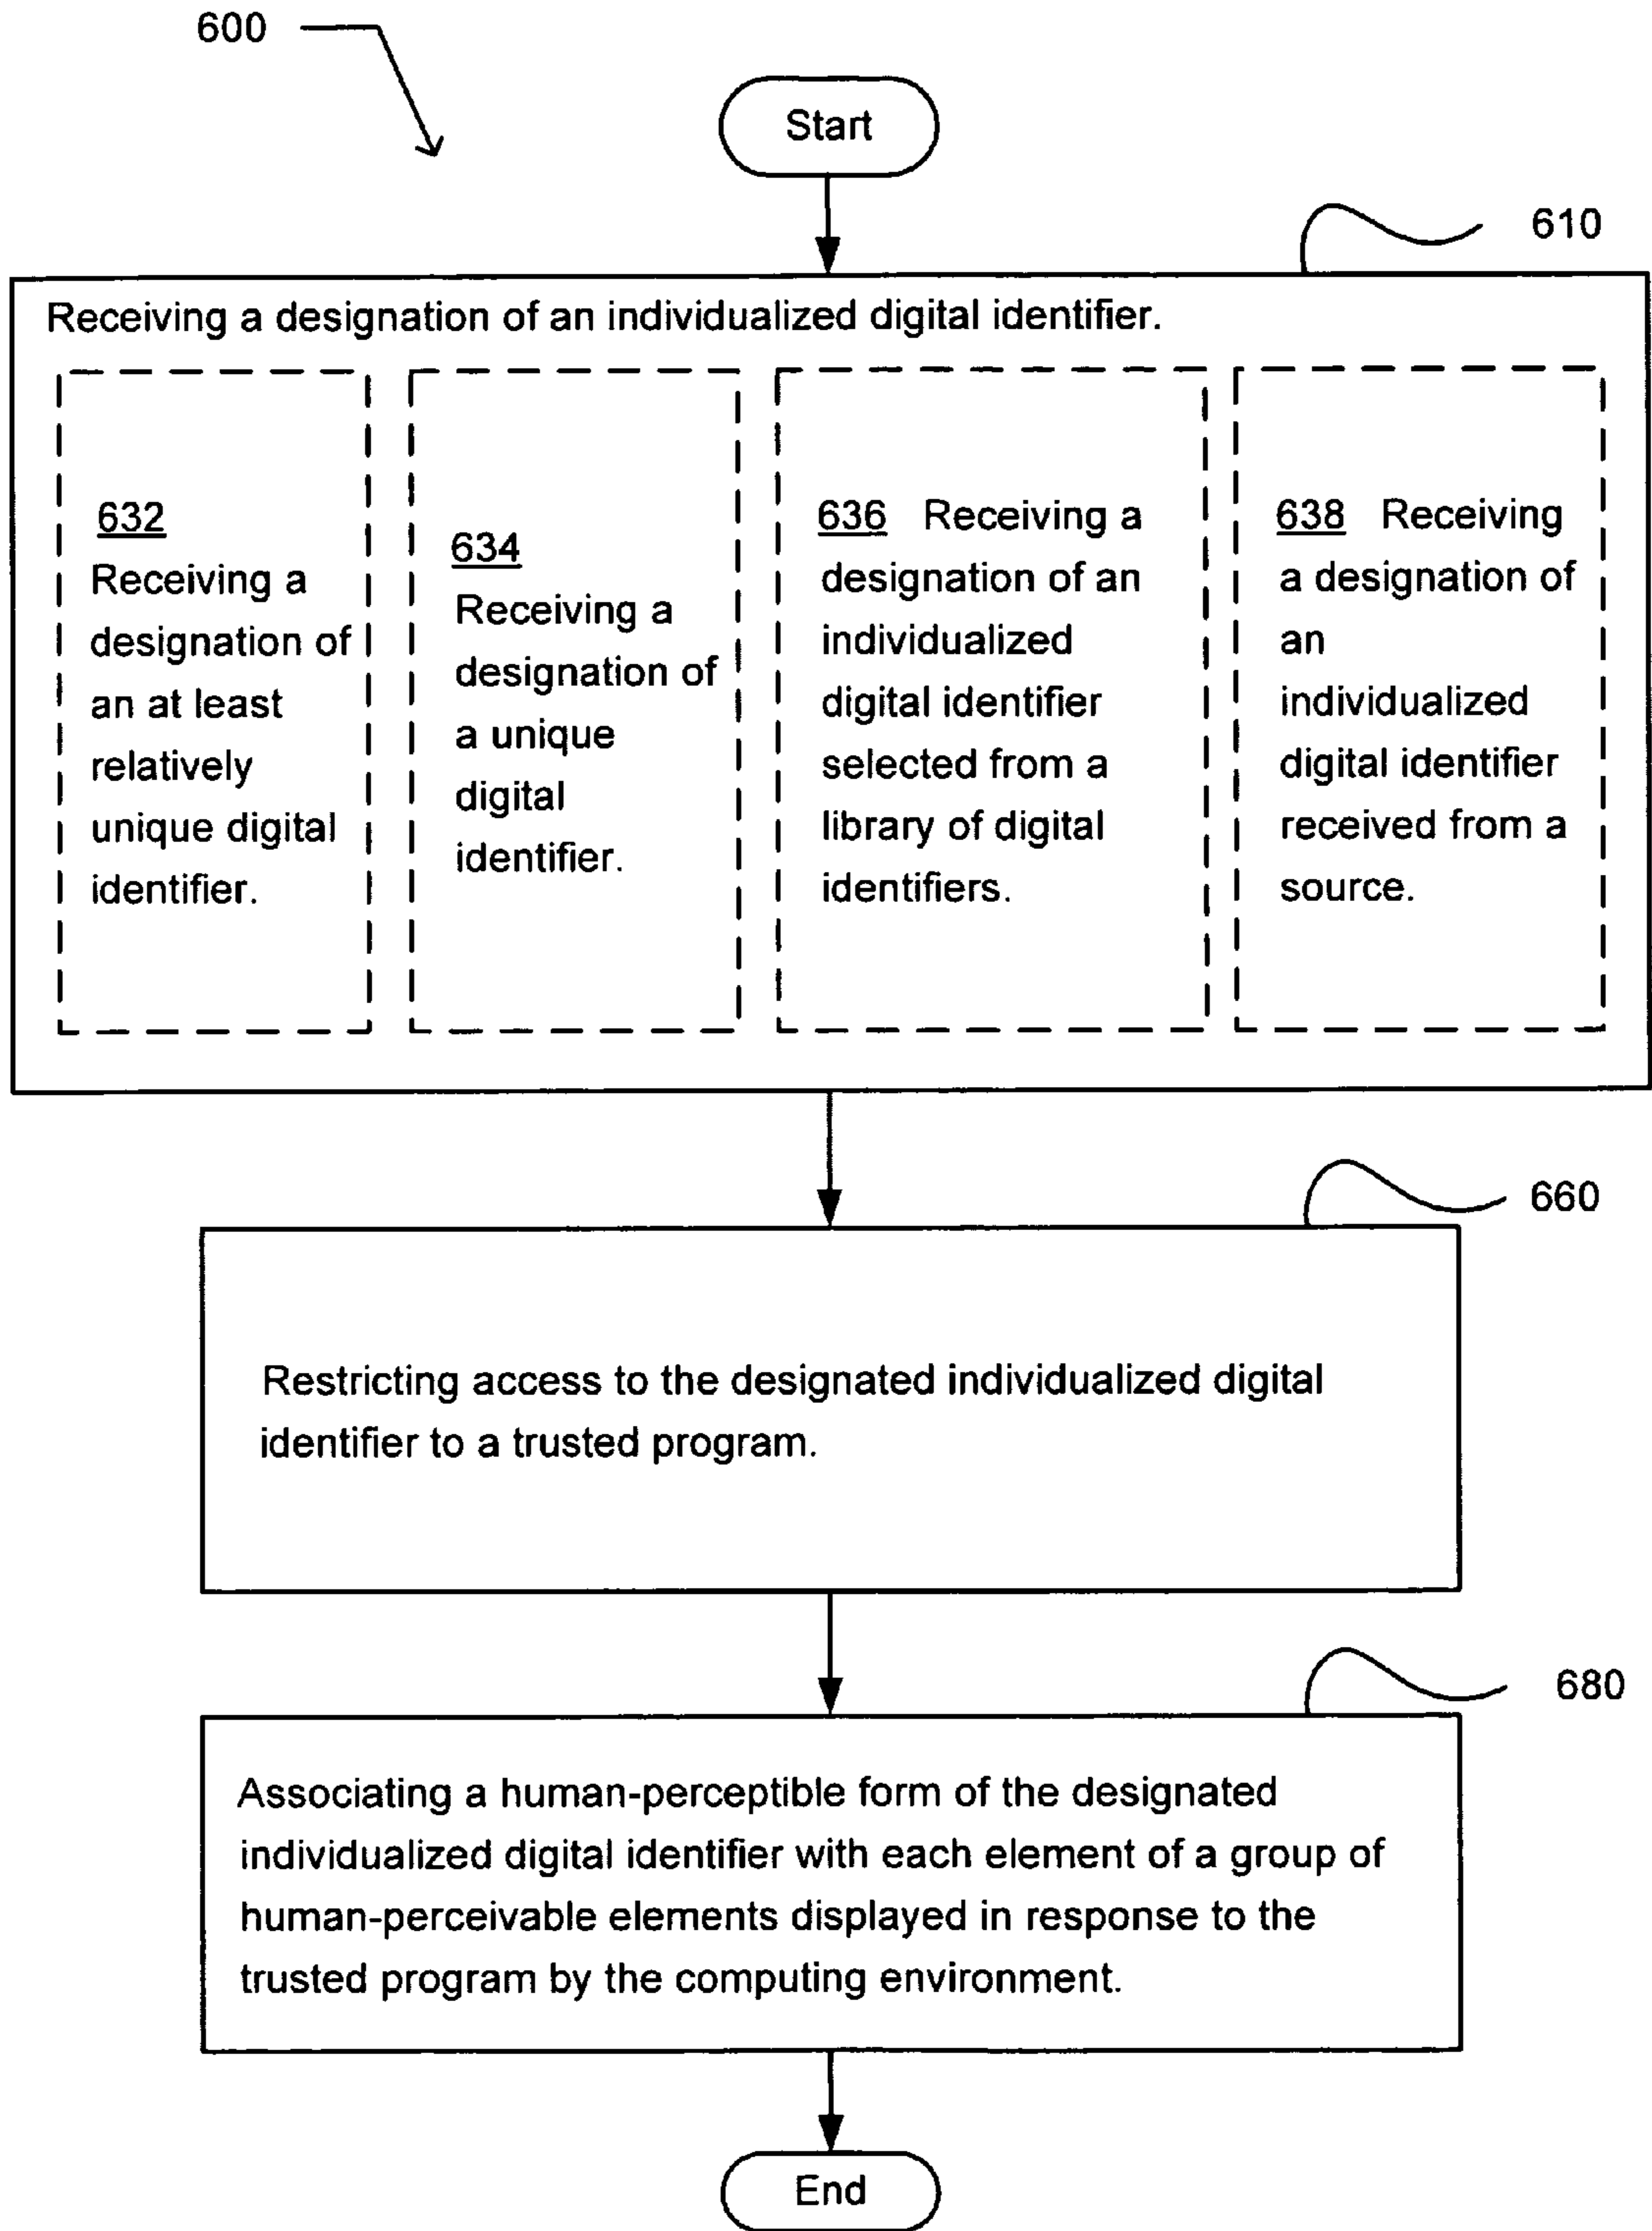 600
Start
610
Receiving a designation of an individualized digital identifier.
632
Receiving a
designation of
an at least
relatively
unique digital
identifier.
634
Receiving a
designation of
a unique
digital
identifier.
636 Receiving a
designation of an
individualized
digital identifier
selected from a
library of digital
identifiers.
638 Receiving
a designation of
an
individualized
digital identifier
received from a
source.
660
Restricting access to the designated individualized digital
identifier to a trusted program.
680
Associating a human-perceptible form of the designated
individualized digital identifier with each element of a group of
human-perceivable elements displayed in response to the
trusted program by the computing environment.
End